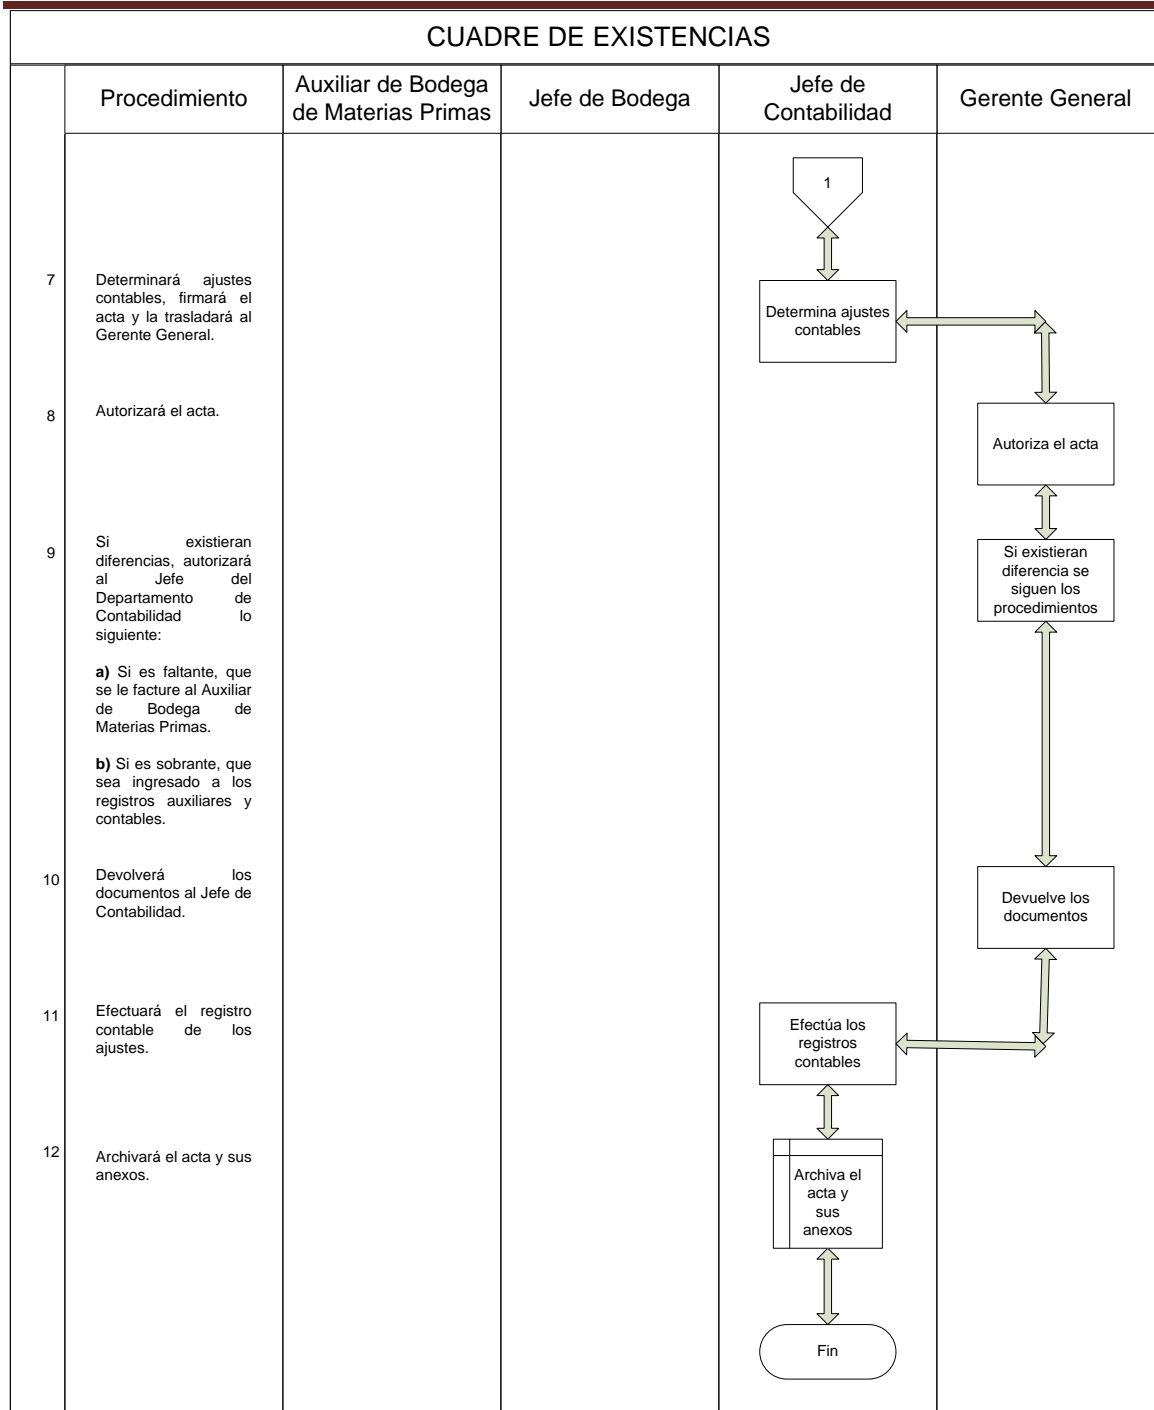 CUADRE DE EXISTENCIAS
Procedimiento
Auxiliar de Bodega
de Materias Primas
Jefe de Bodega
Jefe de
Contabilidad
Gerente General
1
7
Determinará ajustes
contables, firmará el
acta y la trasladará al
Gerente General.
Determina ajustes
contables
8
Autorizará el acta.
Autoriza el acta
9
Si existieran
diferencias, autorizará
al Jefe del
Departamento de
Contabilidad lo
siguiente:
a) Si es faltante, que
se le facture al Auxiliar
de Bodega de
Materias Primas.
b) Si es sobrante, que
sea ingresado a los
registros auxiliares y
contables.
Si existieran
diferencia se
siguen los
procedimientos
10
Devolverá los
documentos al Jefe de
Contabilidad.
Devuelve los
documentos
11
Efectuará el registro
contable de los
ajustes.
Efectúa los
registros
contables
12
Archivará el acta y sus
anexos.
Archiva el
acta y
sus
anexos
Fin